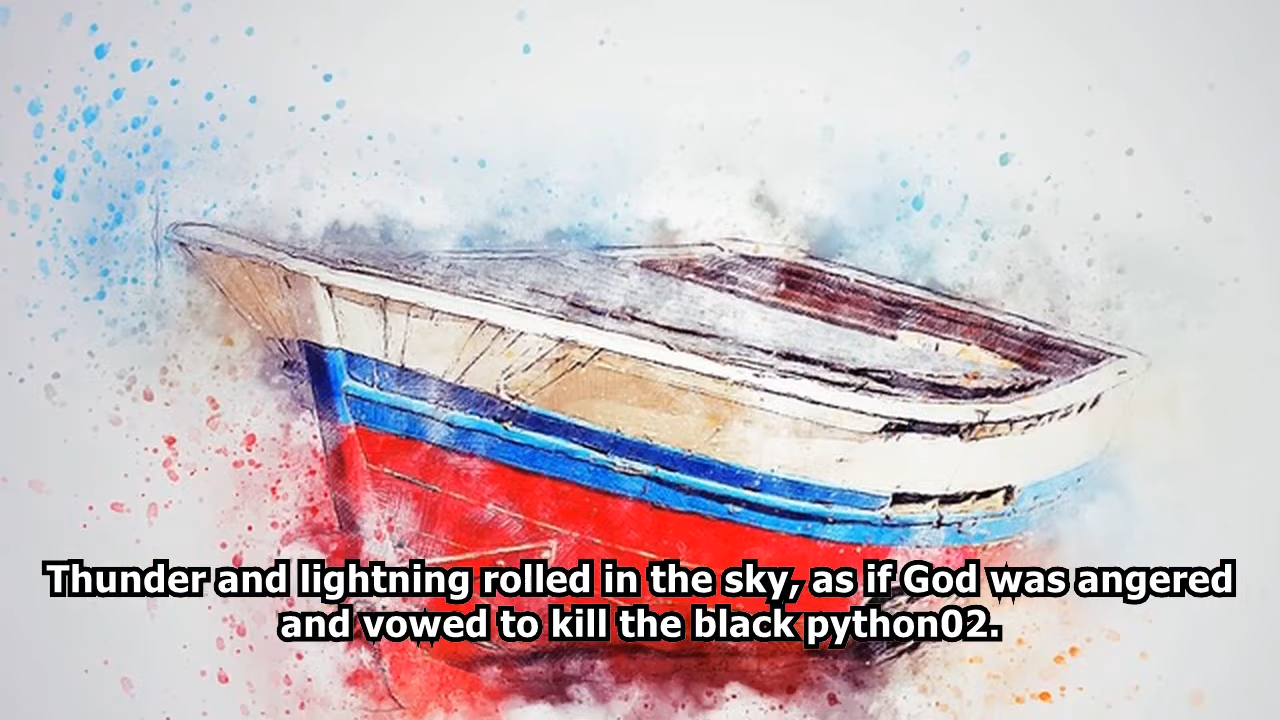 Thunder and lightning rolled in the sky, as if God was angered
and vowed to kill the black python02.